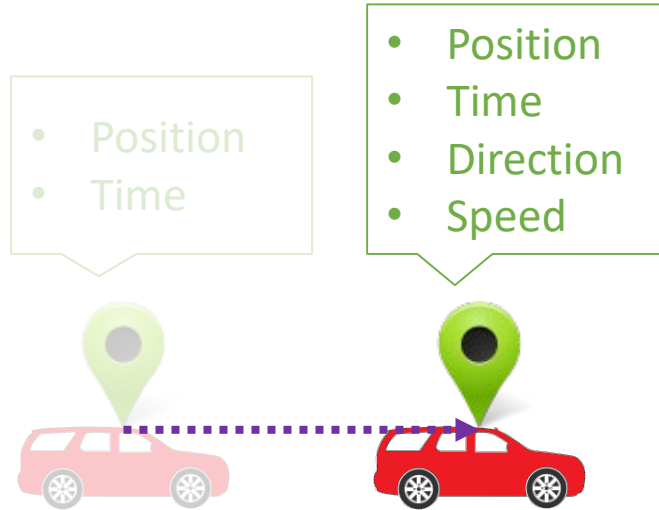 • Position
• Time
• Position
• Time
• Direction
• Speed